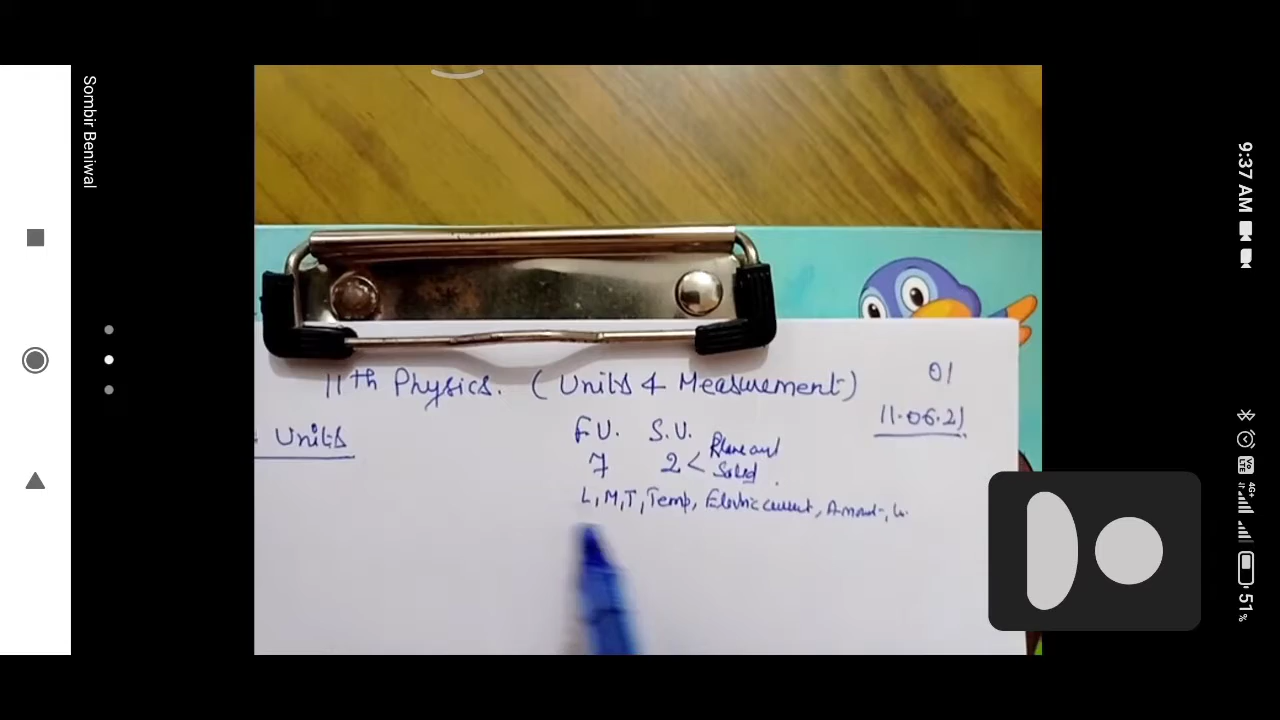 Sombir Beniwal
9:37 AM
4G+
51%
11th Physics. (Units & Measurement)
01
11.06.21
Units
F.U. S.U.
7 2 < Plane and
Solid
L, M, T, Temp, Electric current, Amount,